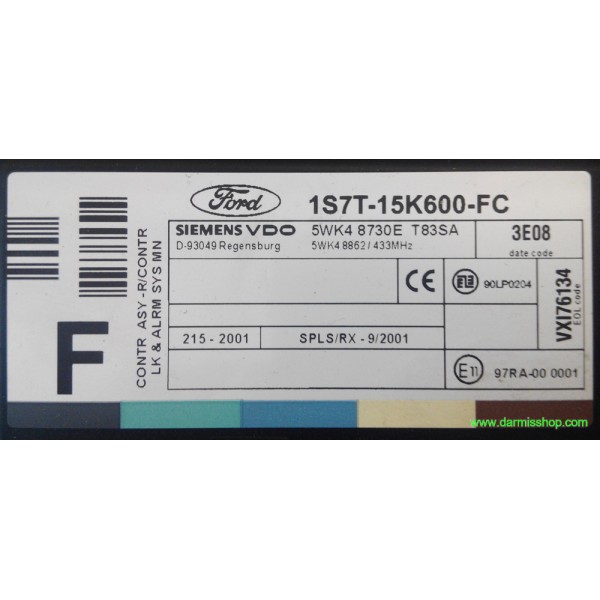 Ford
1S7T-15K600-FC
SIEMENS VDO
D-93049 Regensburg
5WK4 8730E T83SA
5WK4 8862 / 433MHz
3E08
date code
CE
90LP0204
VXI76134
EOL code
215 - 2001
SPLS/RX - 9/2001
E11
97RA-00 0001
F
CONTR ASY -R/CONTR
LK & ALRM SYS MN
www.darmisshop.com